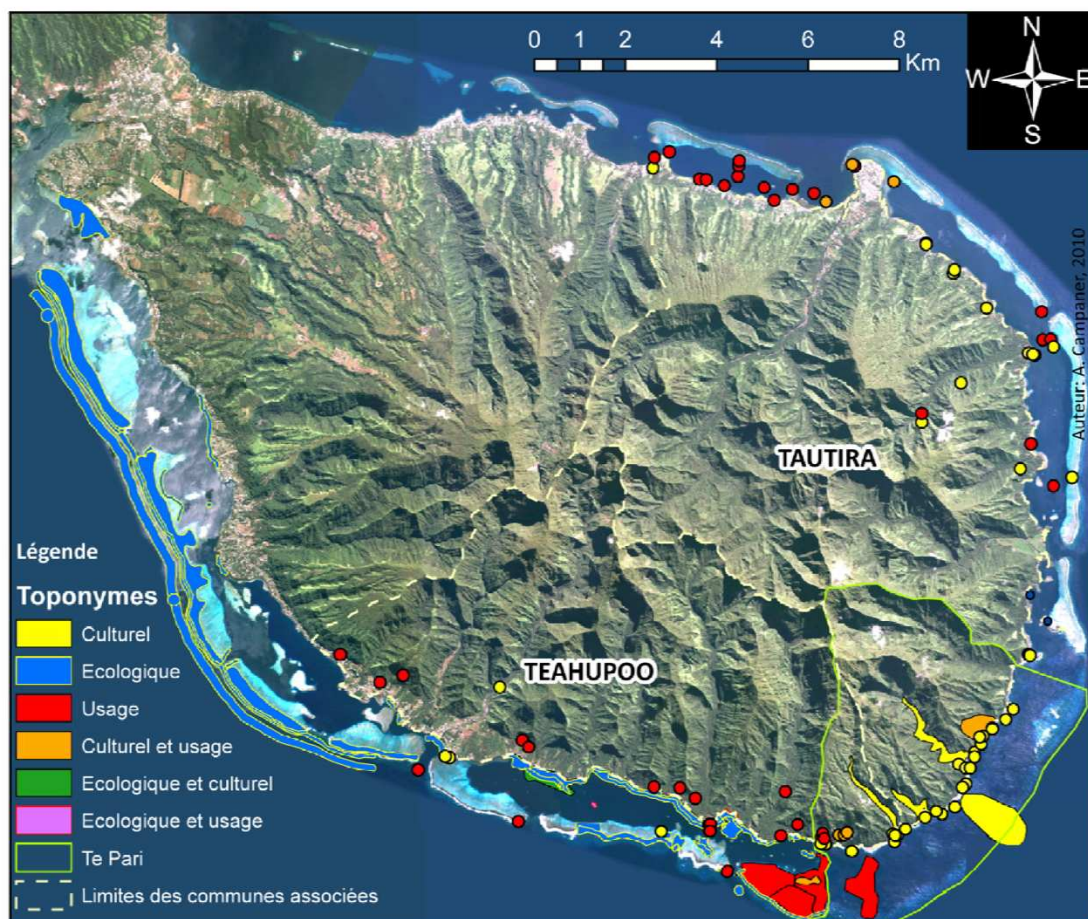 0 1 2 4 6 8
Km
N
W E
S
Auteur: A. Campaner, 2010
TAUTIRA
TEAHUPOO
Légende
Toponymes
Culturel
Ecologique
Usage
Culturel et usage
Ecologique et culturel
Ecologique et usage
Te Pari
Limites des communes associées